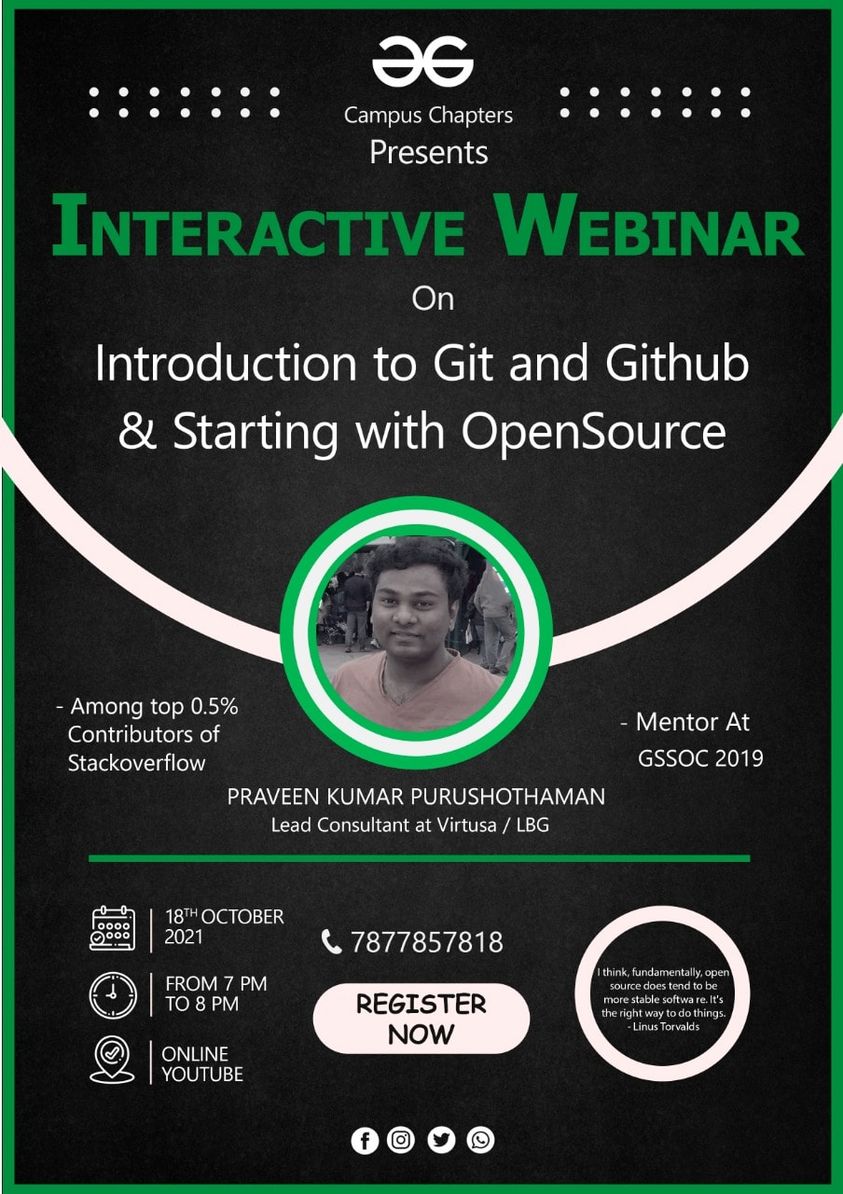 Campus Chapters
Presents
INTERACTIVE WEBINAR
On
Introduction to Git and Github
& Starting with OpenSource
- Among top 0.5%
Contributors of
Stackoverflow
- Mentor At
GSSOC 2019
PRAVEEN KUMAR PURUSHOTHAMAN
Lead Consultant at Virtusa / LBG
18TH OCTOBER
2021
FROM 7 PM
TO 8 PM
ONLINE
YOUTUBE
7877857818
REGISTER
NOW
I think, fundamentally, open
source does tend to be
more stable softwa re. It's
the right way to do things.
- Linus Torvalds